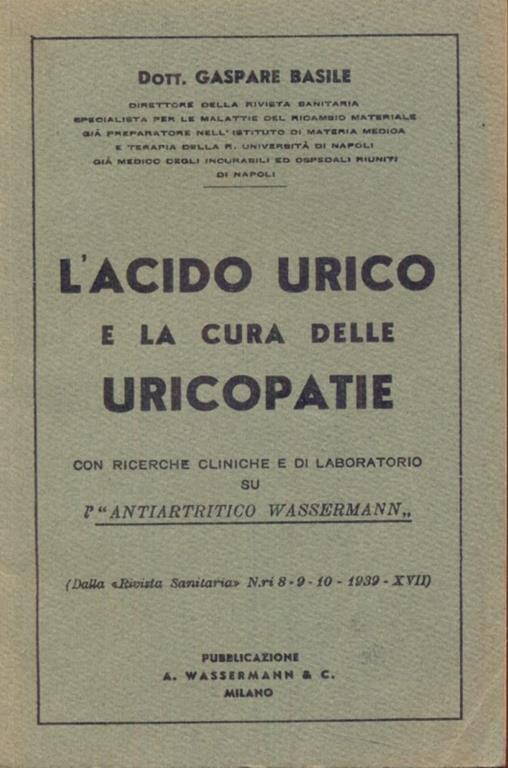 DOTT. GASPARE BASILE
DIRETTORE DELLA RIVISTA SANITARIA
SPECIALISTA PER LE MALATTIE DEL RICAMBIO MATERIALE
GIÁ PREPARATORE NELL'ISTITUTO DI MATERIA MEDICA
E TERAPIA DELLA R. UNIVERSITÀ DI NAPOLI
GIÁ MEDICO DEGLI INCURABILI ED OSPEDALI RIUNITI
DI NAPOLI
L'ACIDO URICO
E LA CURA DELLE
URICOPATIE
CON RICERCHE CLINICHE E DI LABORATORIO
SU
l' "ANTIARTRITICO WASSERMANN„
(Dalla «Rivista Sanitaria» N.ri 8 - 9 - 10 - 1939 - XVII)
PUBBLICAZIONE
A. WASSERMANN & C.
MILANO